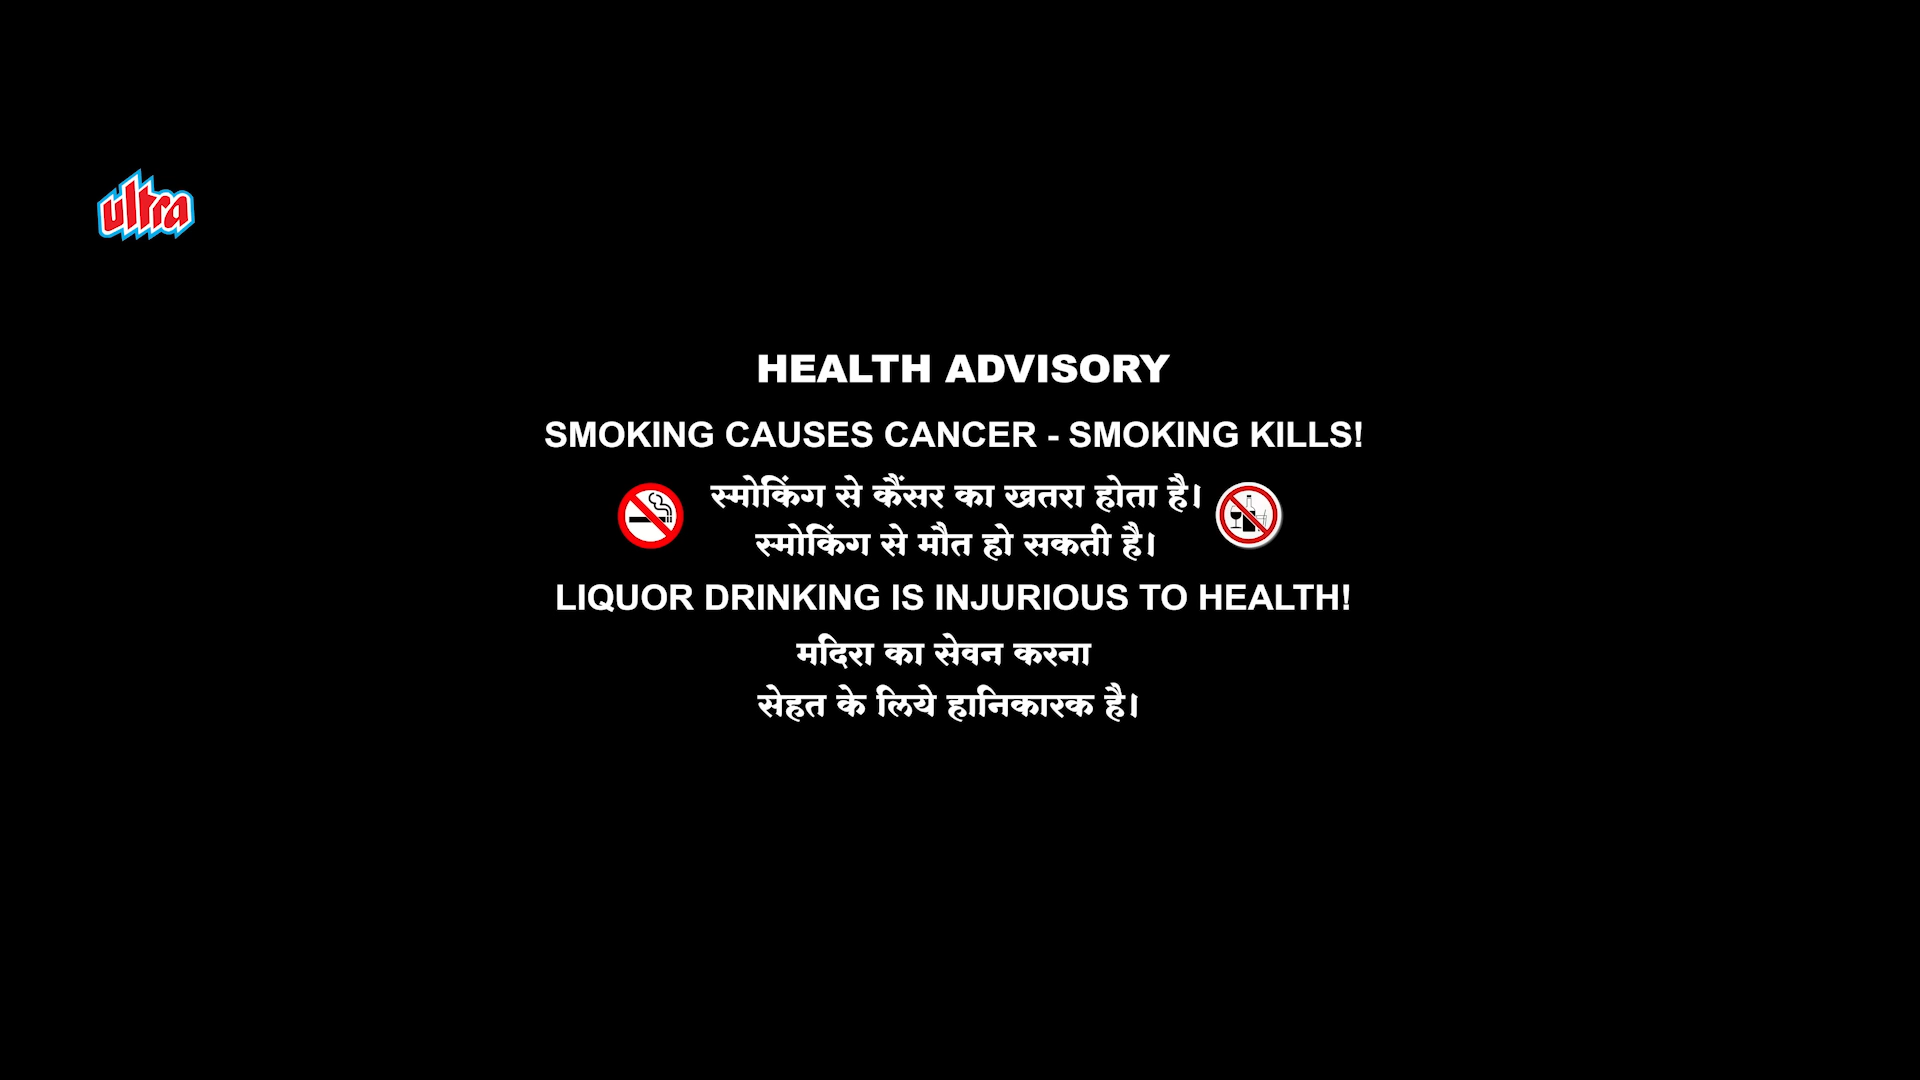 ultra
HEALTH ADVISORY
SMOKING CAUSES CANCER - SMOKING KILLS!
स्मोकिंग से कैंसर का खतरा होता है।
स्मोकिंग से मौत हो सकती है।
LIQUOR DRINKING IS INJURIOUS TO HEALTH!
मदिरा का सेवन करना
सेहत के लिये हानिकारक है।